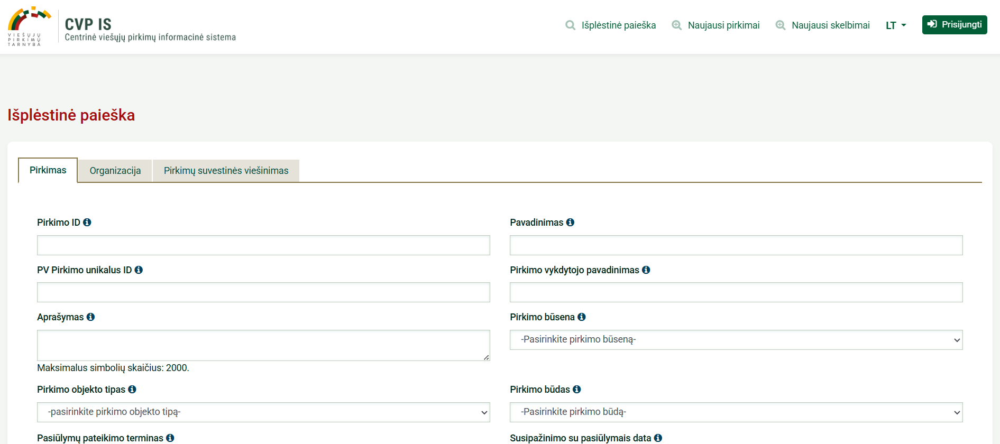 VIEŠŲJŲ
PIRKIMŲ
TARNYBA
CVP IS
Centrinė viešųjų pirkimų informacinė sistema
Išplėstinė paieška
Naujausi pirkimai
Naujausi skelbimai
LT
Prisijungti
Išplėstinė paieška
Pirkimas
Organizacija
Pirkimų suvestinės viešinimas
Pirkimo ID
Pavadinimas
PV Pirkimo unikalus ID
Pirkimo vykdytojo pavadinimas
Aprašymas
Pirkimo būsena
-Pasirinkite pirkimo būseną-
Maksimalus simbolių skaičius: 2000.
Pirkimo objekto tipas
Pirkimo būdas
-pasirinkite pirkimo objekto tipą-
-Pasirinkite pirkimo būdą-
Pasiūlymų pateikimo terminas
Susipažinimo su pasiūlymais data